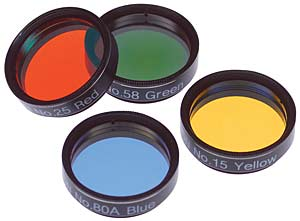 No.25 Red
No.58 Green
No.15 Yellow
No.80A Blue